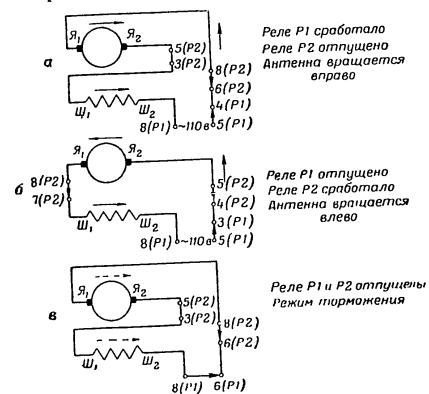 Я₁ Я₂
5(Р2)
3(Р2)
8(Р2)
6(Р2)
4(Р1)
а
Щ₁ Ш₂
8(Р1) ~110в 5(Р1)
Реле Р1 сработало
Реле Р2 отпущено
Антенна вращается
вправо
Я₁ Я₂
8(Р2)
7(Р2)
5(Р2)
4(Р2)
3(Р1)
б
Ш₁ Ш₂
8(Р1) ~110в 5(Р1)
Реле Р1 отпущено
Реле Р2 сработало
Антенна вращается
влево
Я₁ Я₂
5(Р2)
3(Р2)
8(Р2)
6(Р2)
в
Ш₁ Ш₂
8(Р1) 6(Р1)
Реле Р1 и Р2 отпущены
Режим торможения